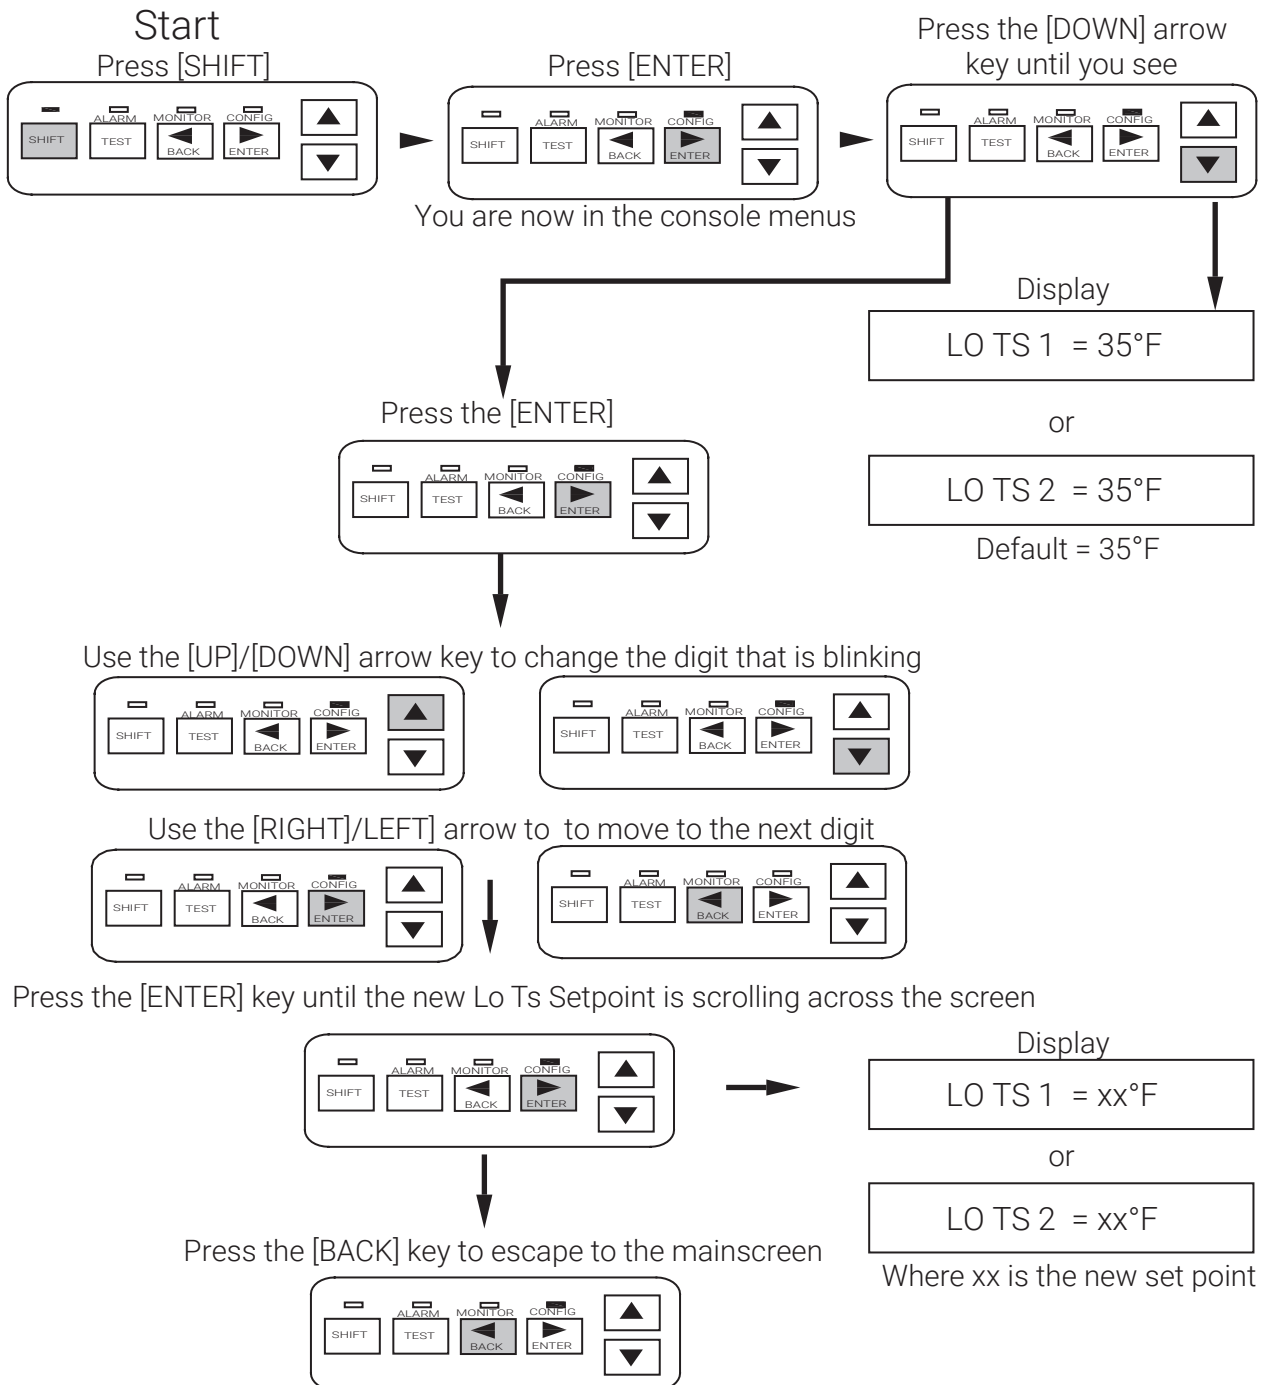 Start
Press [SHIFT]
ALARM MONITOR CONFIG
SHIFT TEST BACK ENTER
Press [ENTER]
ALARM MONITOR CONFIG
SHIFT TEST BACK ENTER
You are now in the console menus
Press the [DOWN] arrow
key until you see
ALARM MONITOR CONFIG
SHIFT TEST BACK ENTER
Display
LO TS 1 = 35°F
or
LO TS 2 = 35°F
Default = 35°F
Press the [ENTER]
ALARM MONITOR CONFIG
SHIFT TEST BACK ENTER
Use the [UP]/[DOWN] arrow key to change the digit that is blinking
ALARM MONITOR CONFIG
SHIFT TEST BACK ENTER
ALARM MONITOR CONFIG
SHIFT TEST BACK ENTER
Use the [RIGHT]/LEFT] arrow to to move to the next digit
ALARM MONITOR CONFIG
SHIFT TEST BACK ENTER
ALARM MONITOR CONFIG
SHIFT TEST BACK ENTER
Press the [ENTER] key until the new Lo Ts Setpoint is scrolling across the screen
ALARM MONITOR CONFIG
SHIFT TEST BACK ENTER
Display
LO TS 1 = xx°F
or
LO TS 2 = xx°F
Where xx is the new set point
Press the [BACK] key to escape to the mainscreen
ALARM MONITOR CONFIG
SHIFT TEST BACK ENTER